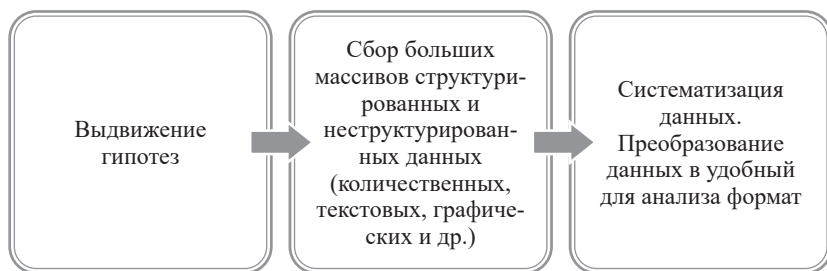 Выдвижение
гипотез
Сбор больших
массивов структури-
рованных и
неструктурирован-
ных данных
(количественных,
текстовых, графиче-
ских и др.)
Систематизация
данных.
Преобразование
данных в удобный
для анализа формат